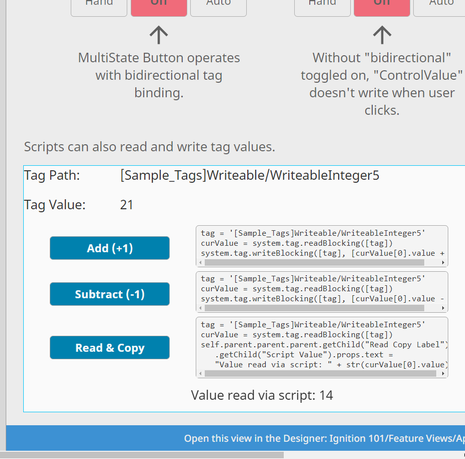 Hand Off Auto Hand Off Auto
MultiState Button operates
with bidirectional tag
binding.
Without "bidirectional"
toggled on, "ControlValue"
doesn't write when user
clicks.
Scripts can also read and write tag values.
Tag Path: [Sample_Tags]Writeable/WriteableInteger5
Tag Value: 21
Add (+1)
tag = '[Sample_Tags]Writeable/WriteableInteger5'
curValue = system.tag.readBlocking([tag])
system.tag.writeBlocking([tag], [curValue[0].value +
Subtract (-1)
tag = '[Sample_Tags]Writeable/WriteableInteger5'
curValue = system.tag.readBlocking([tag])
system.tag.writeBlocking([tag], [curValue[0].value -
Read & Copy
tag = '[Sample_Tags]Writeable/WriteableInteger5'
curValue = system.tag.readBlocking([tag])
self.parent.parent.parent.getChild("Read Copy Label")
.getChild("Script Value").props.text =
"Value read via script: " + str(curValue[0].value)
Value read via script: 14
Open this view in the Designer: Ignition 101/Feature Views/Ap